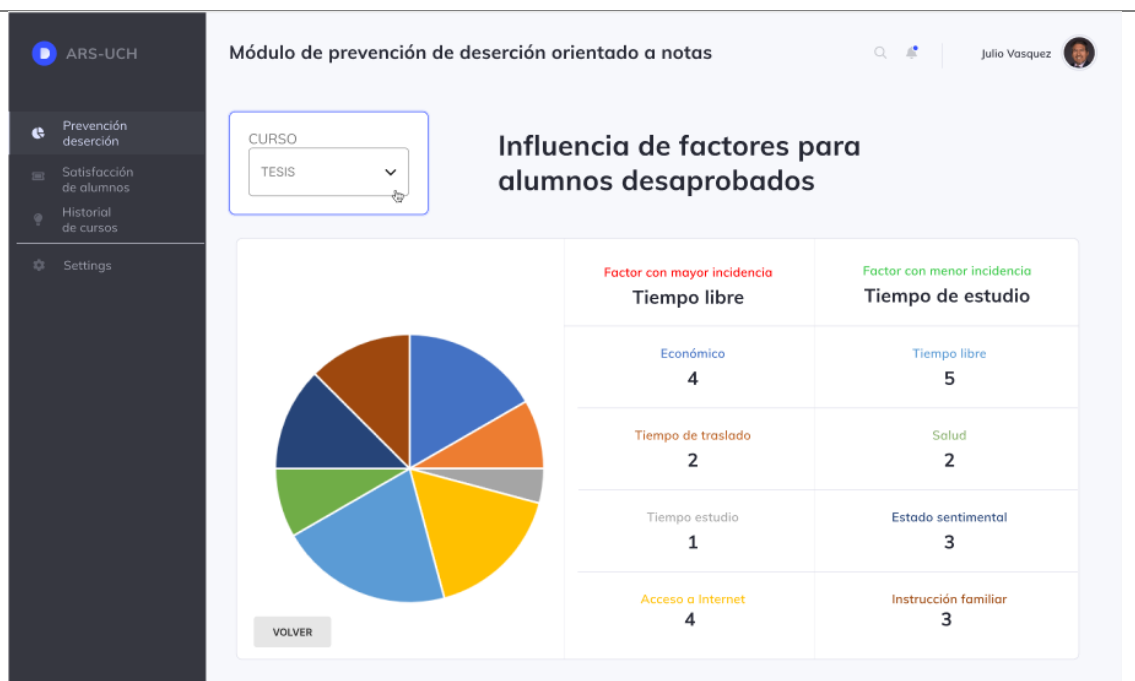 ARS-UCH
Módulo de prevención de deserción orientado a notas
Julio Vasquez
Prevención
deserción
Satisfacción
de alumnos
Historial
de cursos
Settings
CURSO
TESIS
Influencia de factores para
alumnos desaprobados
Factor con mayor incidencia
Tiempo libre
Factor con menor incidencia
Tiempo de estudio
Económico
4
Tiempo libre
5
Tiempo de traslado
2
Salud
2
Tiempo estudio
1
Estado sentimental
3
Acceso a Internet
4
Instrucción familiar
3
VOLVER